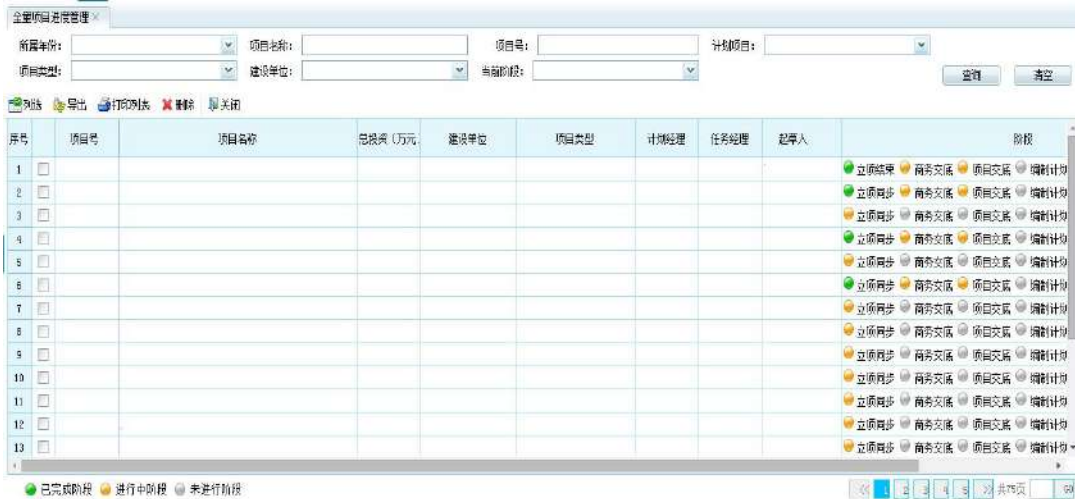 全量项目进度管理
所属年份: 项目名称: 项目号: 计划项目:
项目类型: 建设单位: 当前阶段:
查询 清空
列选 导出 打印列表 删除 关闭
序号 项目号 项目名称 总投资(万元 建设单位 项目类型 计划经理 任务经理 起草人 阶段
1 立项结束 商务交底 项目交底 编制计划
2 立项同步 商务交底 项目交底 编制计划
3 立项同步 商务交底 项目交底 编制计划
4 立项同步 商务交底 项目交底 编制计划
5 立项同步 商务交底 项目交底 编制计划
6 立项同步 商务交底 项目交底 编制计划
7 立项同步 商务交底 项目交底 编制计划
8 立项同步 商务交底 项目交底 编制计划
9 立项同步 商务交底 项目交底 编制计划
10 立项同步 商务交底 项目交底 编制计划
11 立项同步 商务交底 项目交底 编制计划
12 立项同步 商务交底 项目交底 编制计划
13 立项同步 商务交底 项目交底 编制计划
已完成阶段 进行中阶段 未进行阶段
1 2 3 4 5 共75页 GO